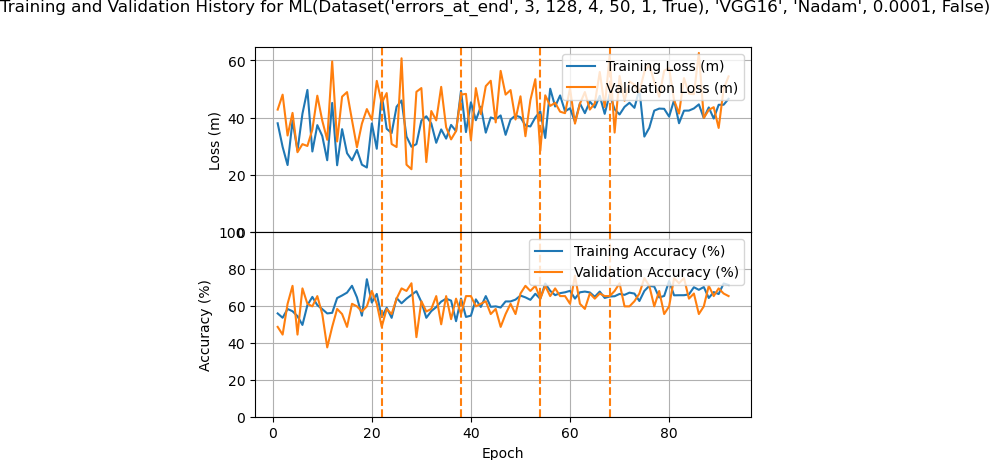 Training and Validation History for ML(Dataset('errors_at_end', 3, 128, 4, 50, 1, True), 'VGG16', 'Nadam', 0.0001, False)
60
40
20
0
Loss (m)
Training Loss (m)
Validation Loss (m)
100
80
60
40
20
0
Accuracy (%)
Training Accuracy (%)
Validation Accuracy (%)
0 20 40 60 80
Epoch